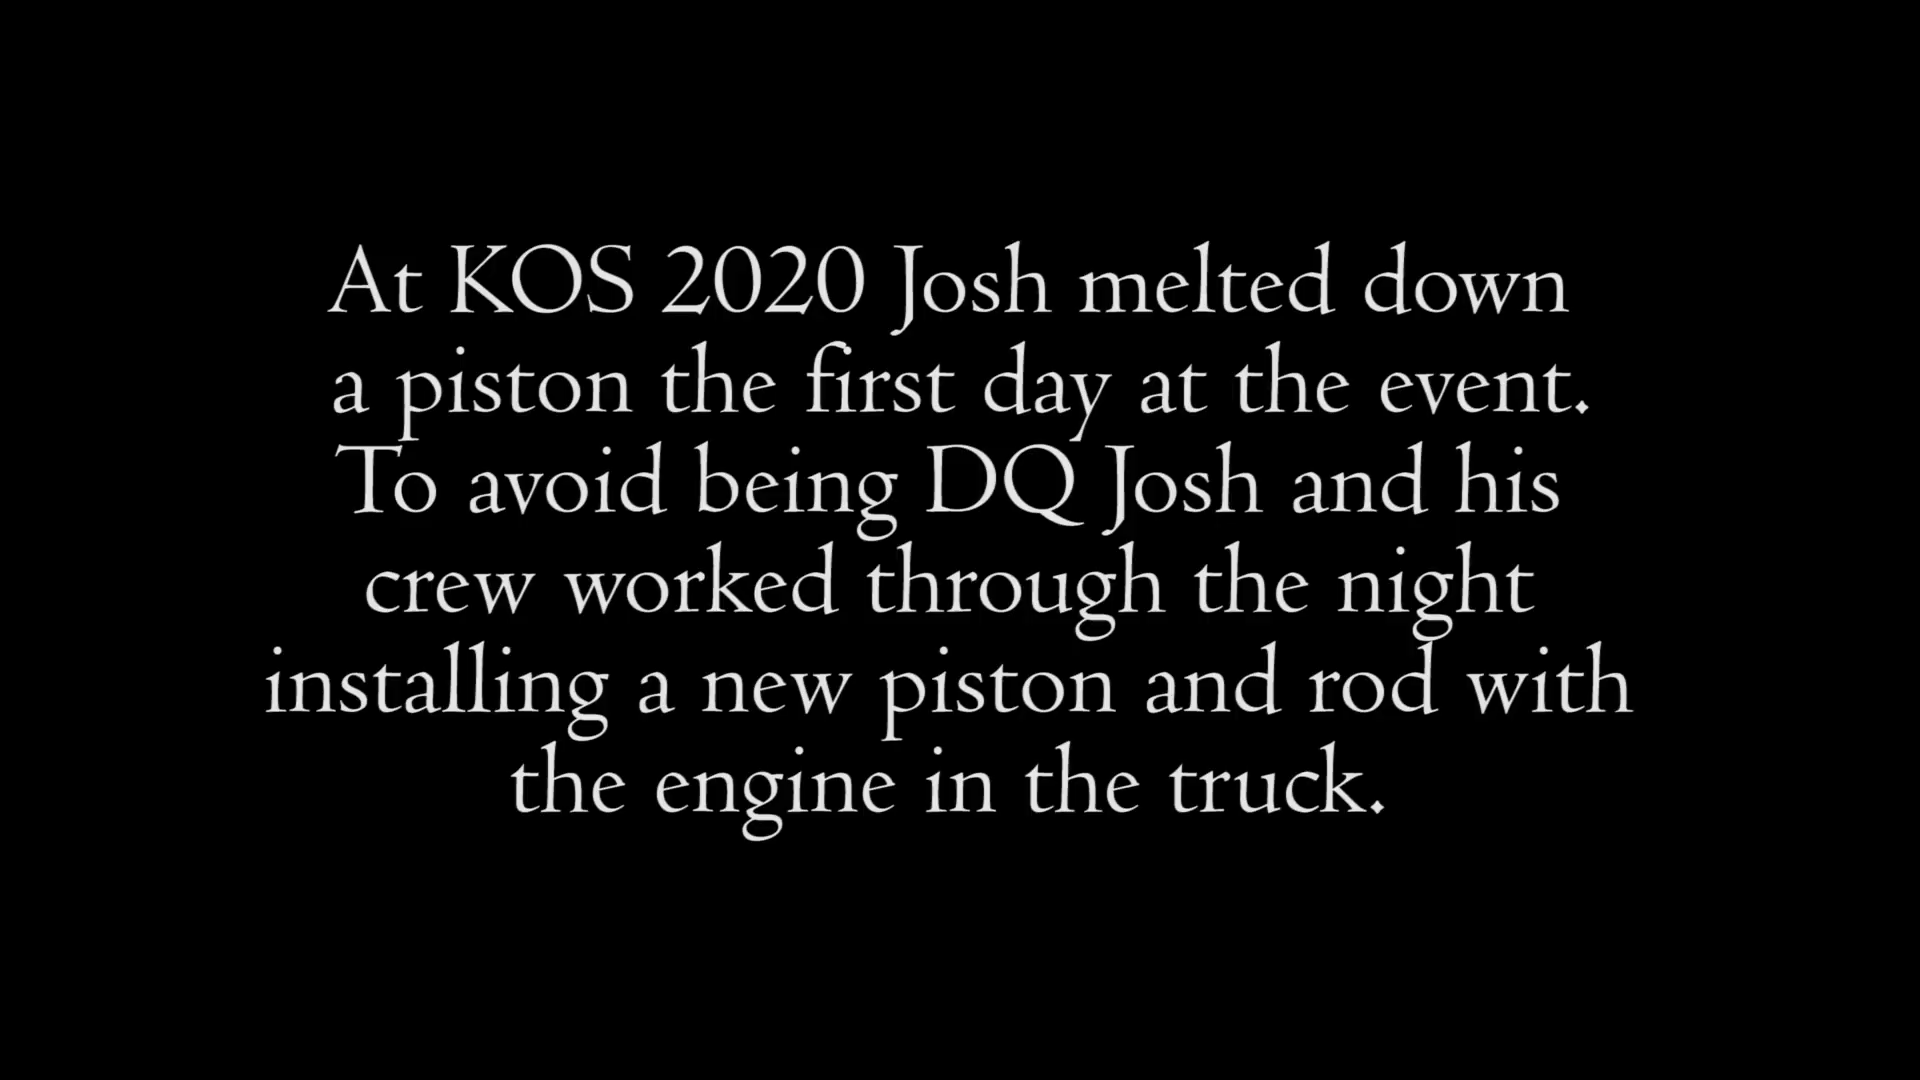 At KOS 2020 Josh melted down
a piston the first day at the event.
To avoid being DQ Josh and his
crew worked through the night
installing a new piston and rod with
the engine in the truck.